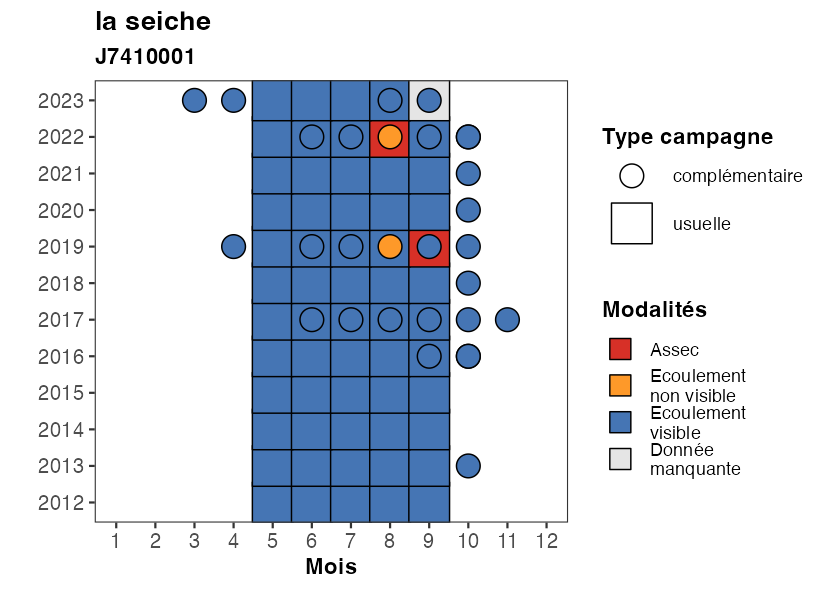 la seiche
J7410001
2023
2022
2021
2020
2019
2018
2017
2016
2015
2014
2013
2012
1 2 3 4 5 6 7 8 9 10 11 12
Mois
Type campagne
complémentaire
usuelle
Modalités
Assec
Ecoulement
non visible
Ecoulement
visible
Donnée
manquante